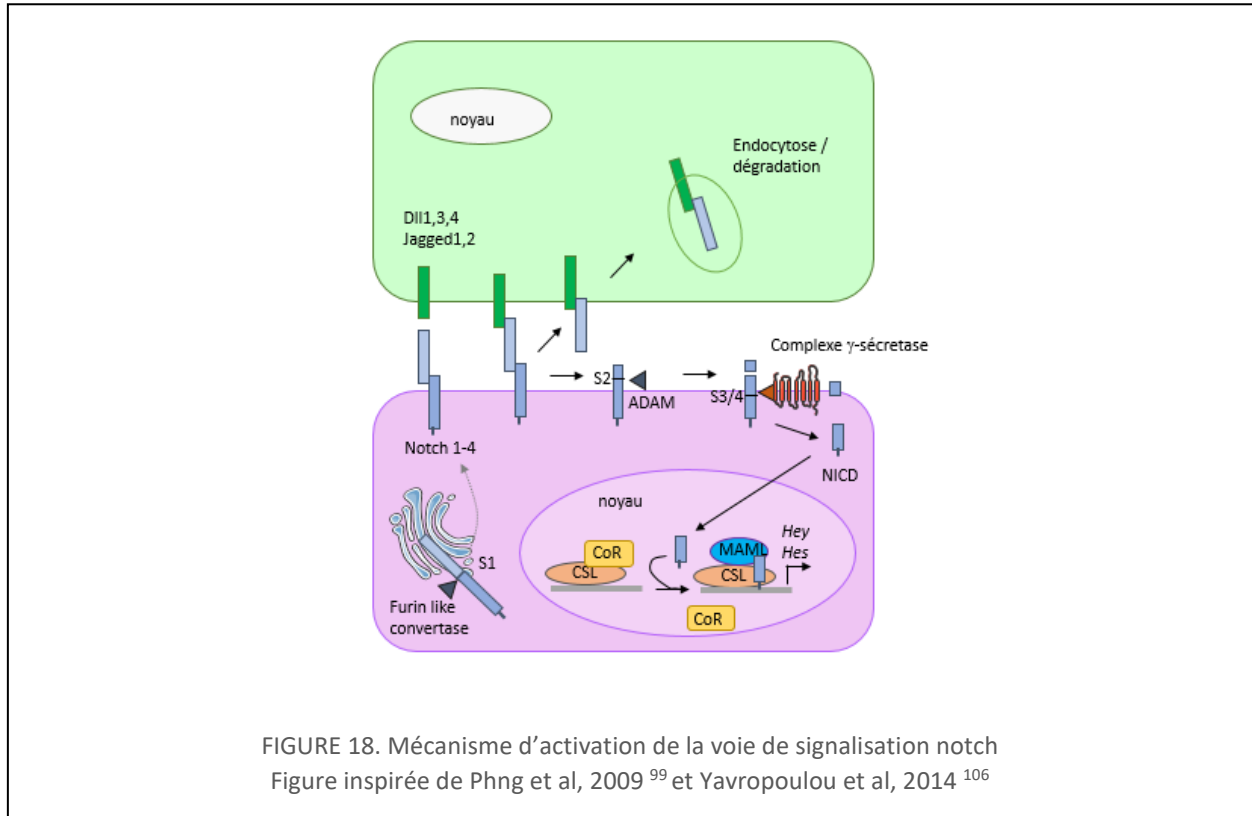 noyau
Endocytose /
dégradation
Dll1,3,4
Jagged1,2
Complexe γ-sécretase
S2
ADAM
S3/4
Notch 1-4
NICD
noyau
Hey
Hes
MAML
CoR
CSL
CSL
S1
CoR
Furin like
convertase
FIGURE 18. Mécanisme d’activation de la voie de signalisation notch
Figure inspirée de Phng et al, 2009 99 et Yavropoulou et al, 2014 106